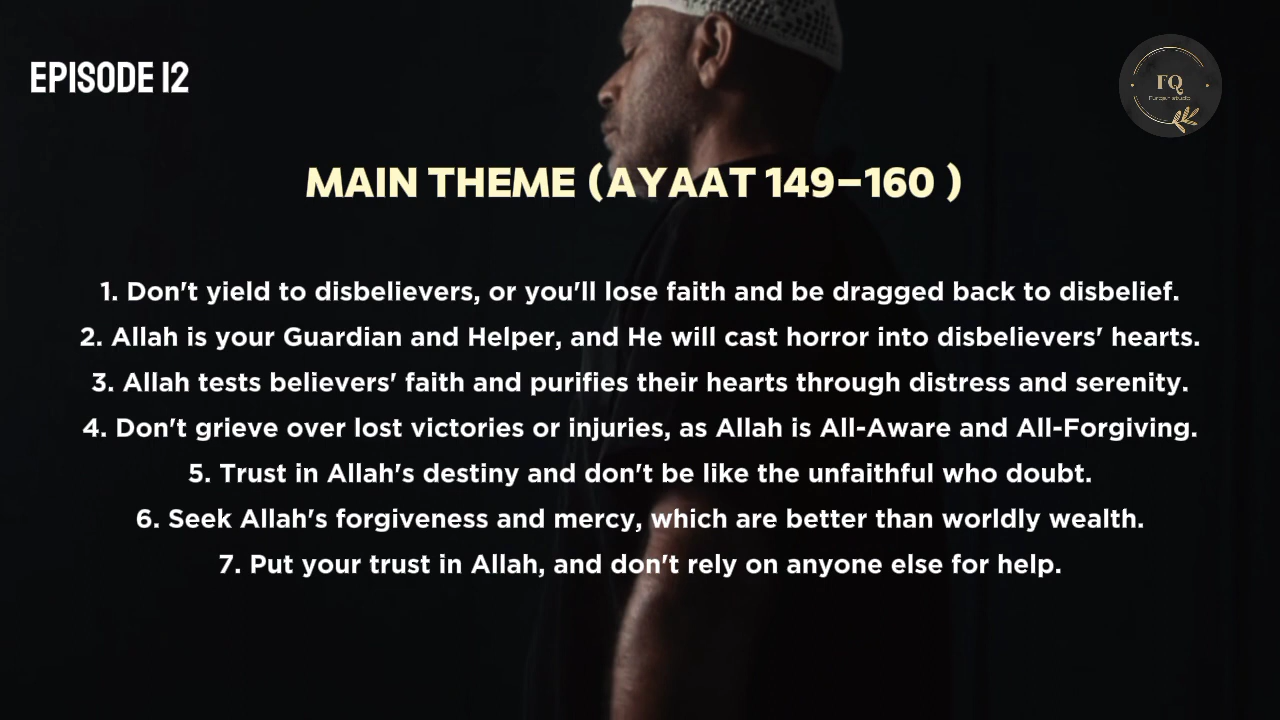 EPISODE 12
FQ
Furqan studio
MAIN THEME (AYAAT 149–160 )
1. Don't yield to disbelievers, or you'll lose faith and be dragged back to disbelief.
2. Allah is your Guardian and Helper, and He will cast horror into disbelievers' hearts.
3. Allah tests believers' faith and purifies their hearts through distress and serenity.
4. Don't grieve over lost victories or injuries, as Allah is All-Aware and All-Forgiving.
5. Trust in Allah's destiny and don't be like the unfaithful who doubt.
6. Seek Allah's forgiveness and mercy, which are better than worldly wealth.
7. Put your trust in Allah, and don't rely on anyone else for help.